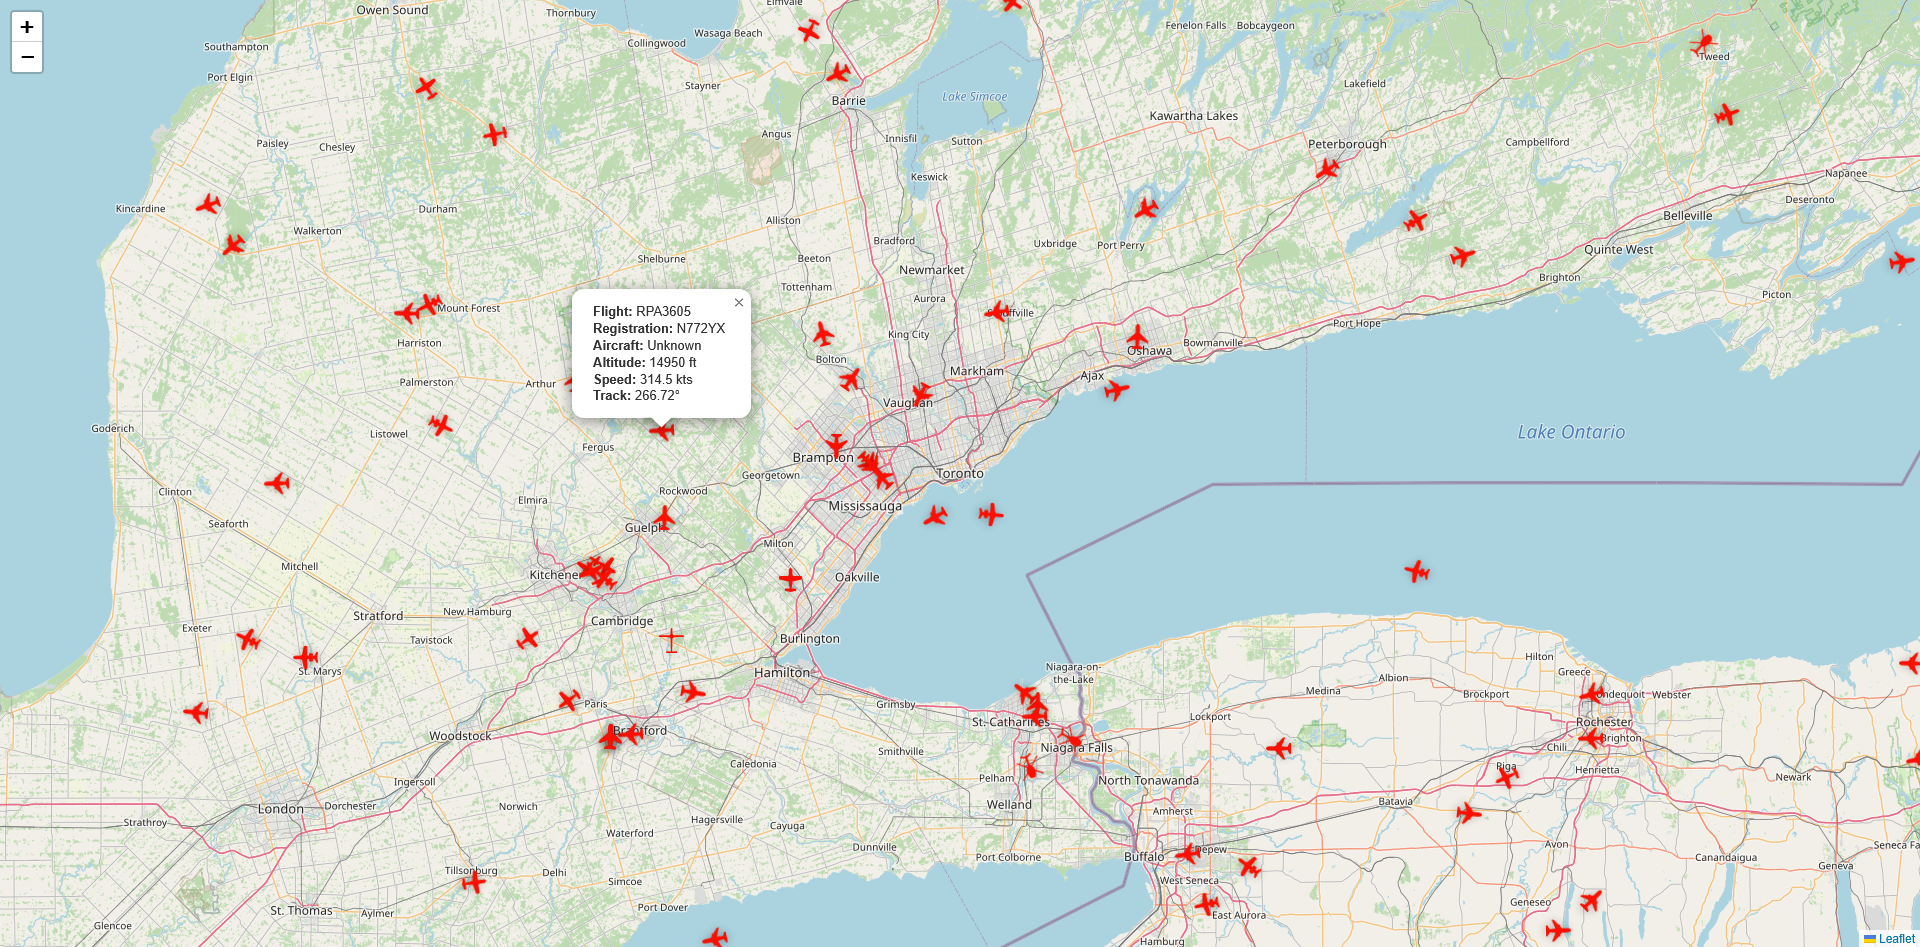 +
−
Owen Sound
Thornbury
Elmvale
Fenelon Falls
Bobcaygeon
Southampton
Collingwood
Wasaga Beach
Tweed
Port Elgin
Stayner
Lakefield
Barrie
Lake Simcoe
Kawartha Lakes
Paisley
Chesley
Angus
Innisfil
Sutton
Peterborough
Campbellford
Keswick
Napanee
Kincardine
Durham
Alliston
Deseronto
Walkerton
Belleville
Bradford
Uxbridge
Port Perry
Quinte West
Shelburne
Beeton
Newmarket
Brighton
Tottenham
Aurora
Picton
Mount Forest
Stouffville
Port Hope
×
Flight: RPA3605
Registration: N772YX
Aircraft: Unknown
Altitude: 14950 ft
Speed: 314.5 kts
Track: 266.72°
King City
Harriston
Bolton
Oshawa
Bowmanville
Palmerston
Arthur
Markham
Ajax
Vaughan
Goderich
Listowel
Fergus
Lake Ontario
Brampton
Georgetown
Toronto
Clinton
Elmira
Rockwood
Mississauga
Seaforth
Guelph
Milton
Mitchell
Kitchener
Oakville
New Hamburg
Stratford
Cambridge
Exeter
Tavistock
Burlington
St. Marys
Hamilton
Niagara-on-
the-Lake
Hilton
Greece
Albion
Medina
Brockport
Irondequoit
Webster
Paris
Grimsby
St. Catharines
Lockport
Rochester
Woodstock
Brantford
Niagara Falls
Chili
Brighton
Smithville
Caledonia
Pelham
North Tonawanda
Riga
Henrietta
Newark
Ingersoll
London
Dorchester
Norwich
Welland
Batavia
Strathroy
Hagersville
Cayuga
Amherst
Waterford
Dunnville
Port Colborne
Buffalo
Depew
Avon
Canandaigua
Geneva
Seneca Fa
Tillsonburg
Delhi
Simcoe
West Seneca
St. Thomas
Aylmer
Port Dover
East Aurora
Geneseo
Glencoe
Hamburg
Leaflet